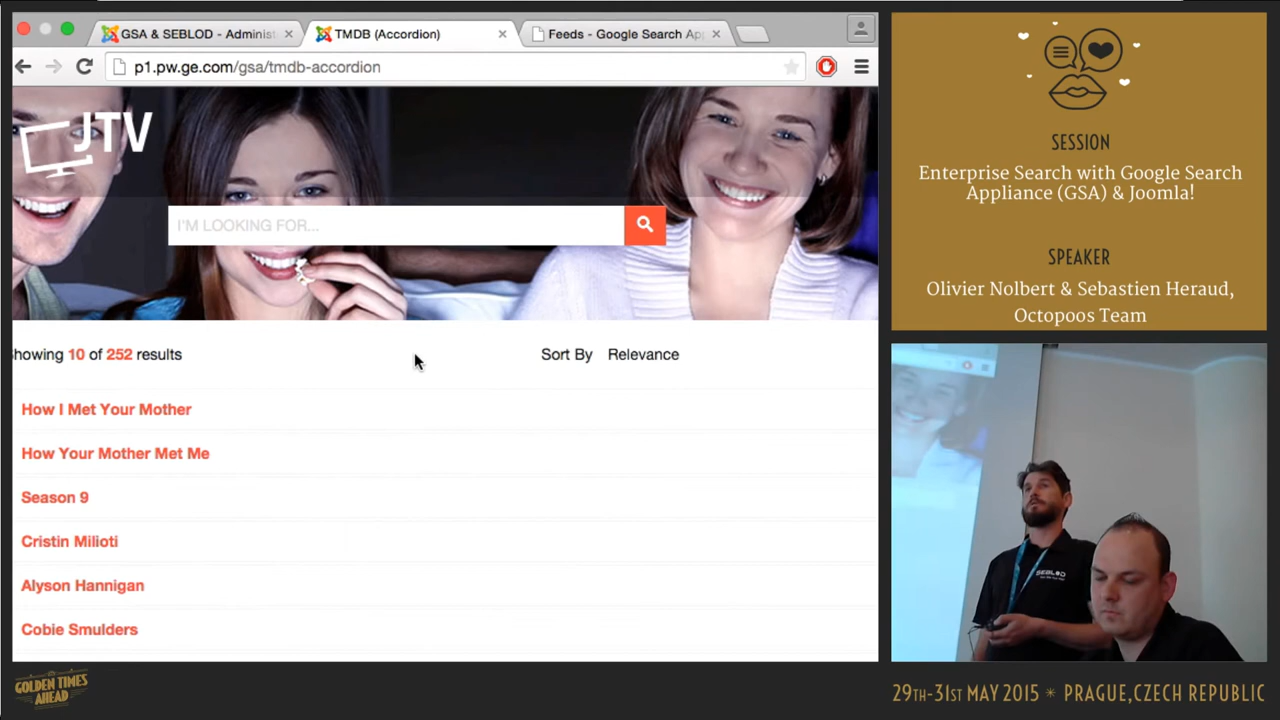 GSA & SEBLOD - Adminis
TMDB (Accordion)
Feeds - Google Search Ap
p1.pw.ge.com/gsa/tmdb-accordion
JTV
I'M LOOKING FOR...
howing 10 of 252 results
Sort By Relevance
How I Met Your Mother
How Your Mother Met Me
Season 9
Cristin Milioti
Alyson Hannigan
Cobie Smulders
SESSION
Enterprise Search with Google Search
Appliance (GSA) & Joomla!
SPEAKER
Olivier Nolbert & Sebastien Heraud,
Octopoos Team
SEBLOD
GOLDEN TIMES
AHEAD
29TH-31ST MAY 2015 * PRAGUE,CZECH REPUBLIC